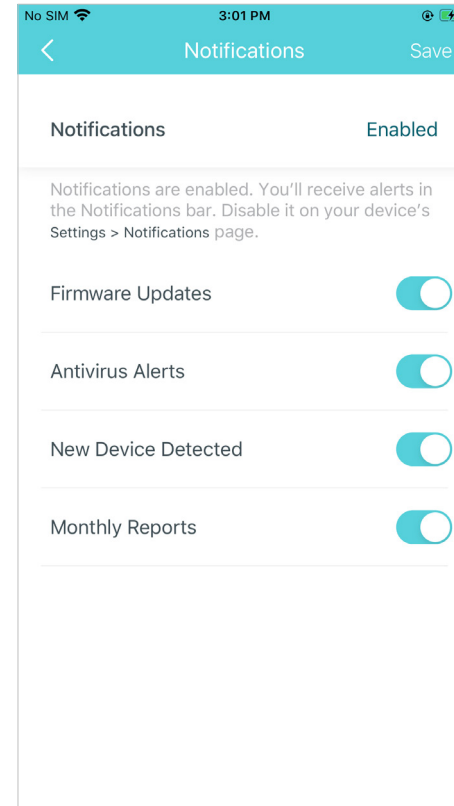 No SIM 3:01 PM
Notifications Save
Notifications Enabled
Notifications are enabled. You’ll receive alerts in
the Notifications bar. Disable it on your device’s
Settings > Notifications page.
Firmware Updates
Antivirus Alerts
New Device Detected
Monthly Reports